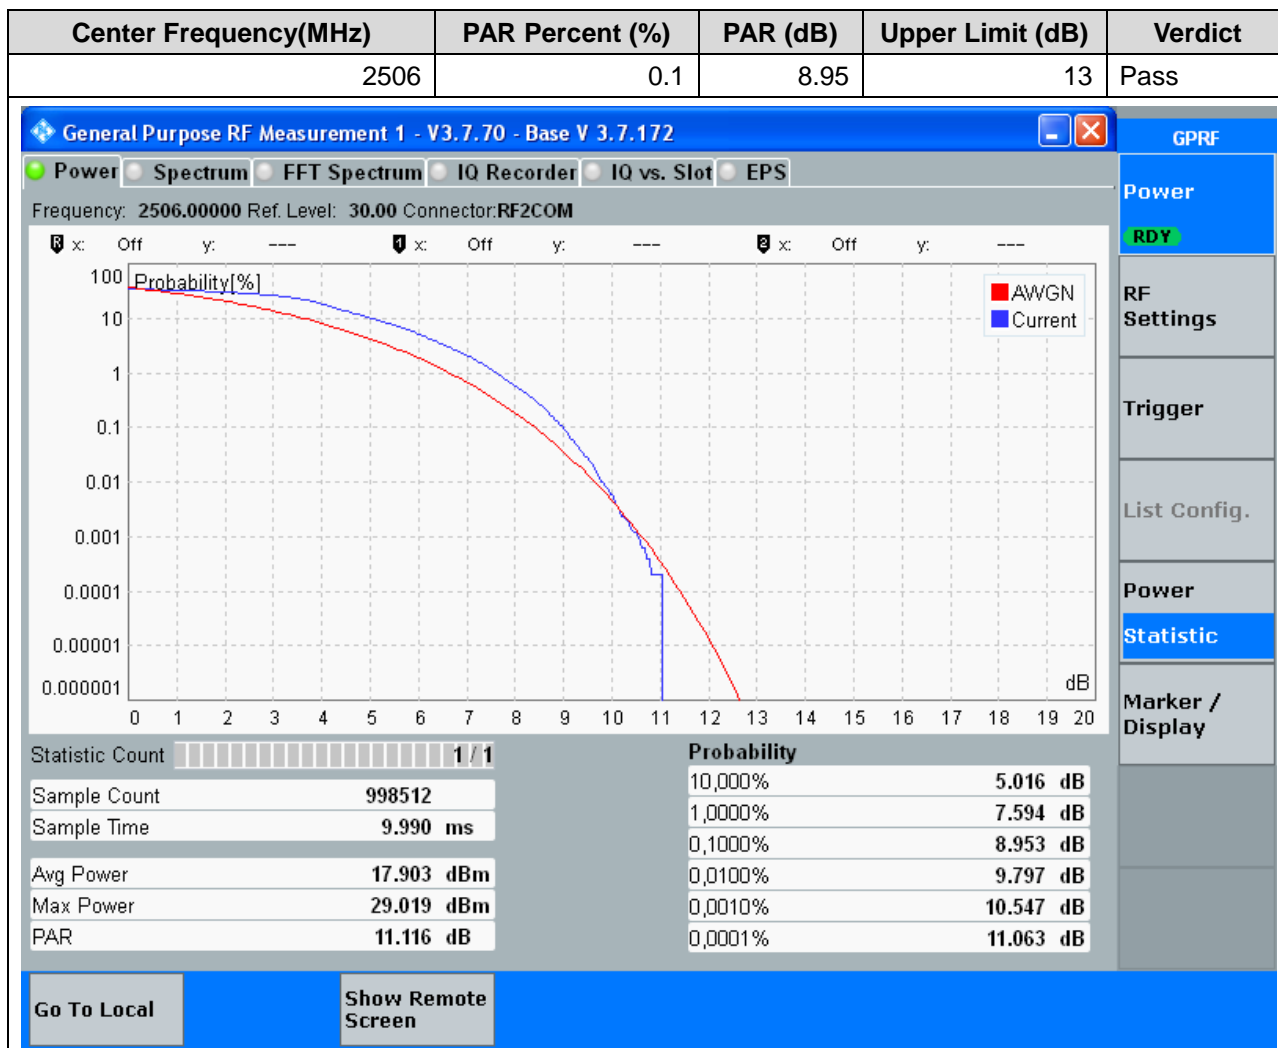 Center Frequency(MHz) PAR Percent (%) PAR (dB) Upper Limit (dB) Verdict
2506 0.1 8.95 13 Pass
General Purpose RF Measurement 1 - V3.7.70 - Base V 3.7.172
GPRF
Power Spectrum FFT Spectrum IQ Recorder IQ vs. Slot EPS
Frequency: 2506.00000 Ref. Level: 30.00 Connector:RF2COM
R x: Off y: --- 1 x: Off y: --- 2 x: Off y: ---
Probability[%]
AWGN
Current
100
10
1
0.1
0.01
0.001
0.0001
0.00001
0.000001
dB
0 1 2 3 4 5 6 7 8 9 10 11 12 13 14 15 16 17 18 19 20
Statistic Count 1 / 1
Sample Count 998512
Sample Time 9.990 ms
Avg Power 17.903 dBm
Max Power 29.019 dBm
PAR 11.116 dB
Probability
10,000% 5.016 dB
1,0000% 7.594 dB
0,1000% 8.953 dB
0,0100% 9.797 dB
0,0010% 10.547 dB
0,0001% 11.063 dB
Power
RDY
RF
Settings
Trigger
List Config.
Power
Statistic
Marker /
Display
Go To Local
Show Remote
Screen